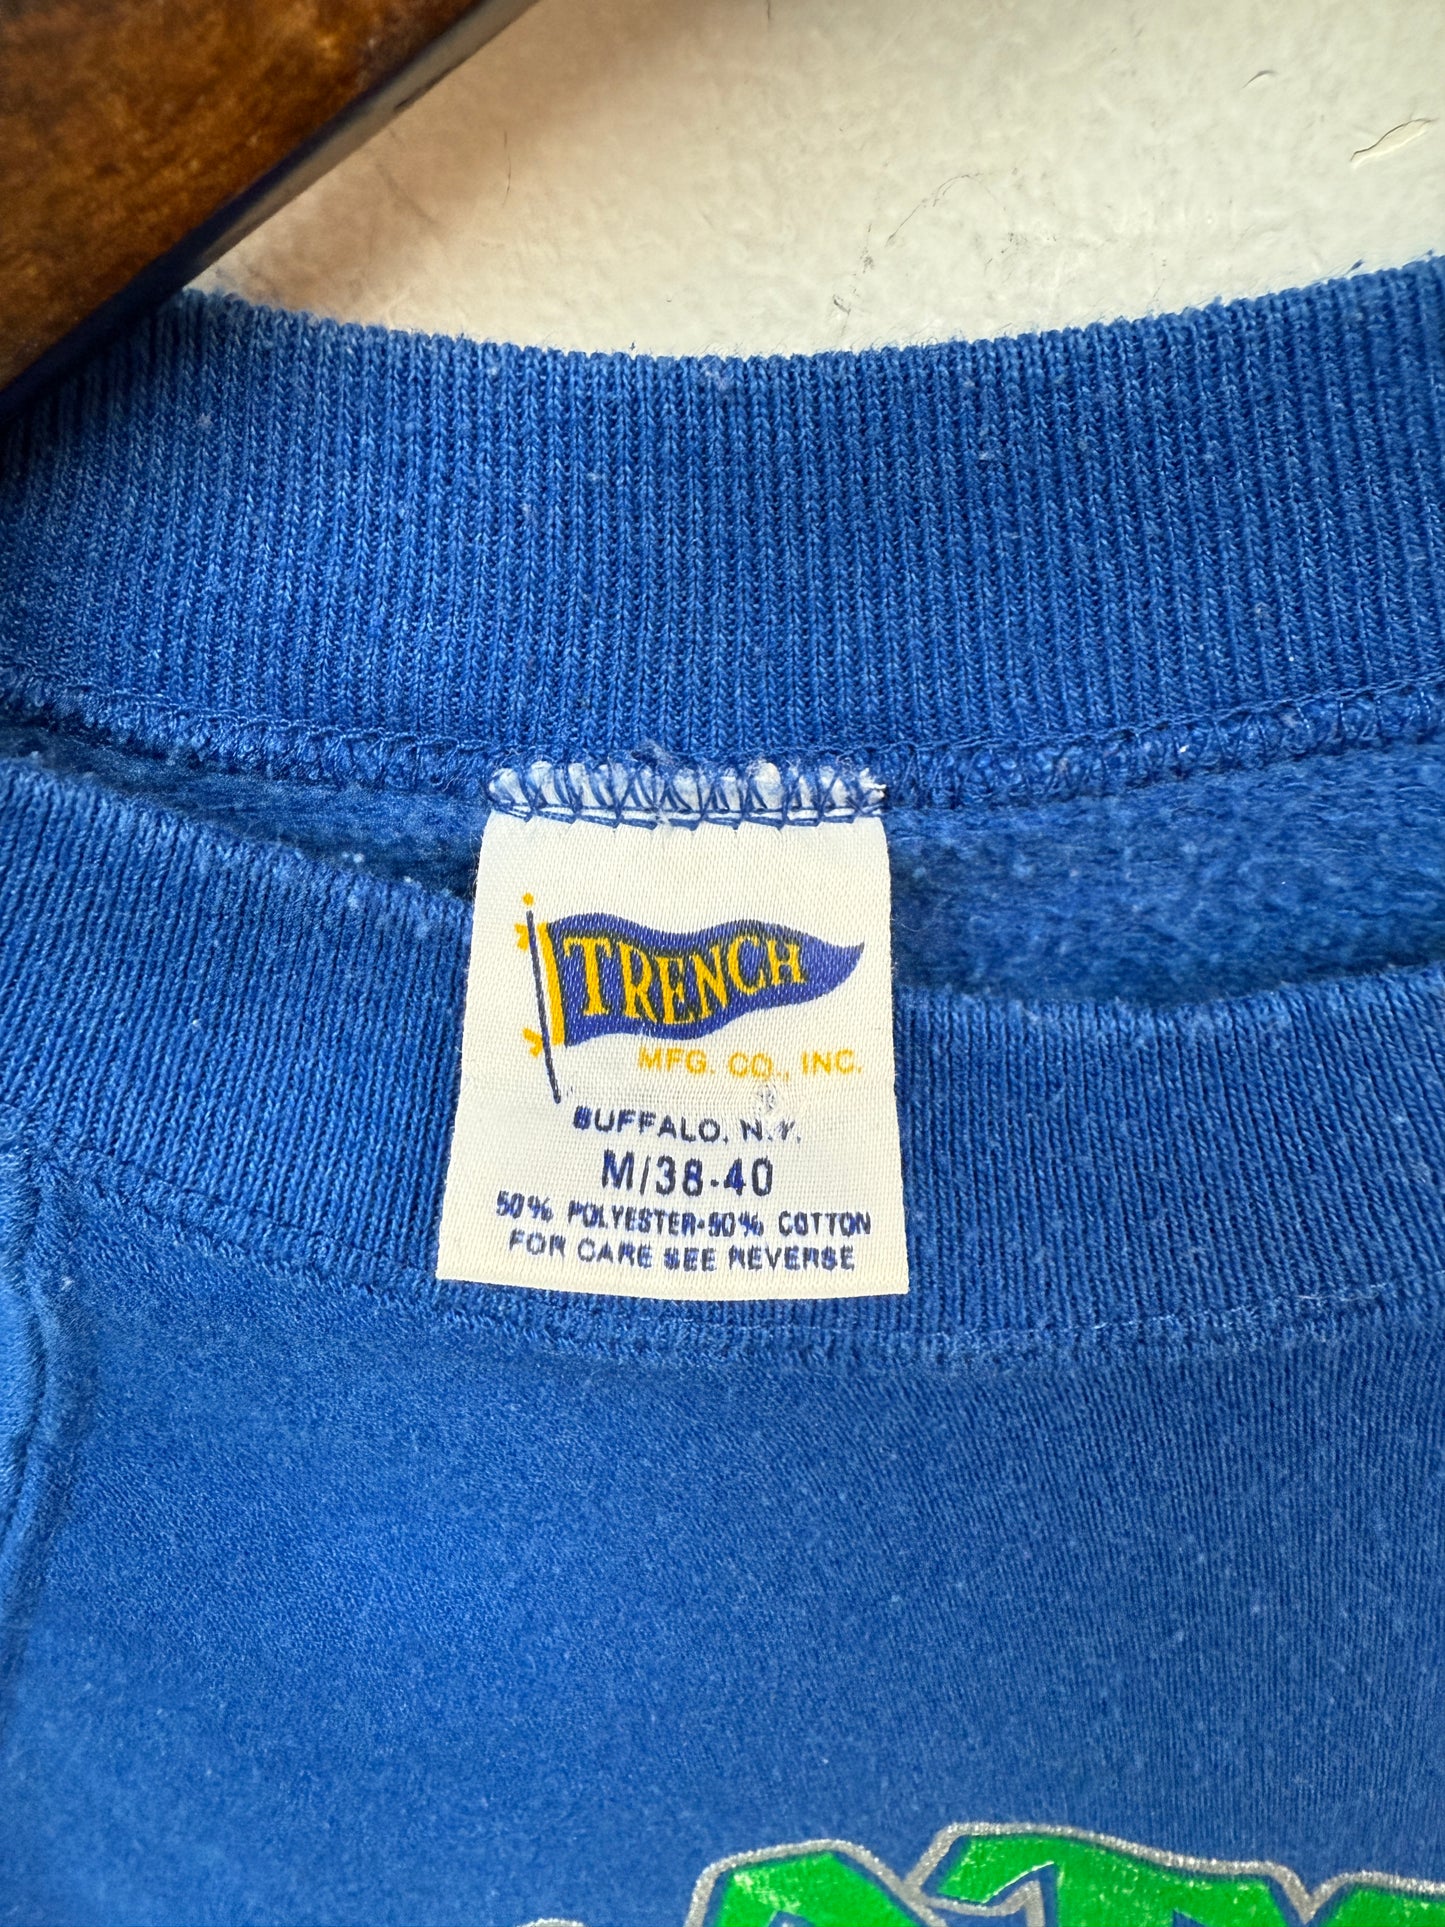 TRENCH
MFG. CO., INC.
BUFFALO, N.Y.
M/38-40
50% POLYESTER-50% COTTON
FOR CARE SEE REVERSE